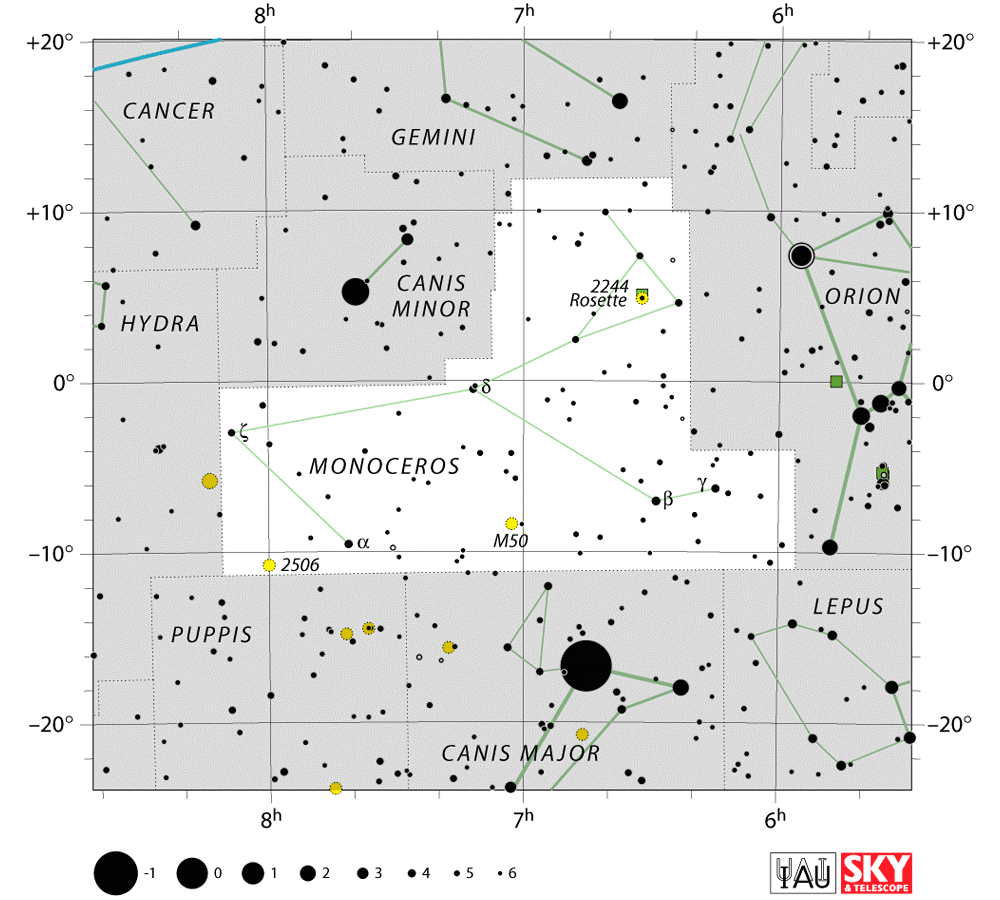 8h 7h 6h
+20° +20°
CANCER
GEMINI
+10° +10°
CANIS
MINOR
2244
Rosette
ORION
HYDRA
0° 0°
δ
ζ
MONOCEROS
β γ
α
M50
2506
−10° −10°
LEPUS
PUPPIS
−20° −20°
CANIS MAJOR
8h 7h 6h
-1 0 1 2 3 4 5 6
IAU
SKY
& TELESCOPE